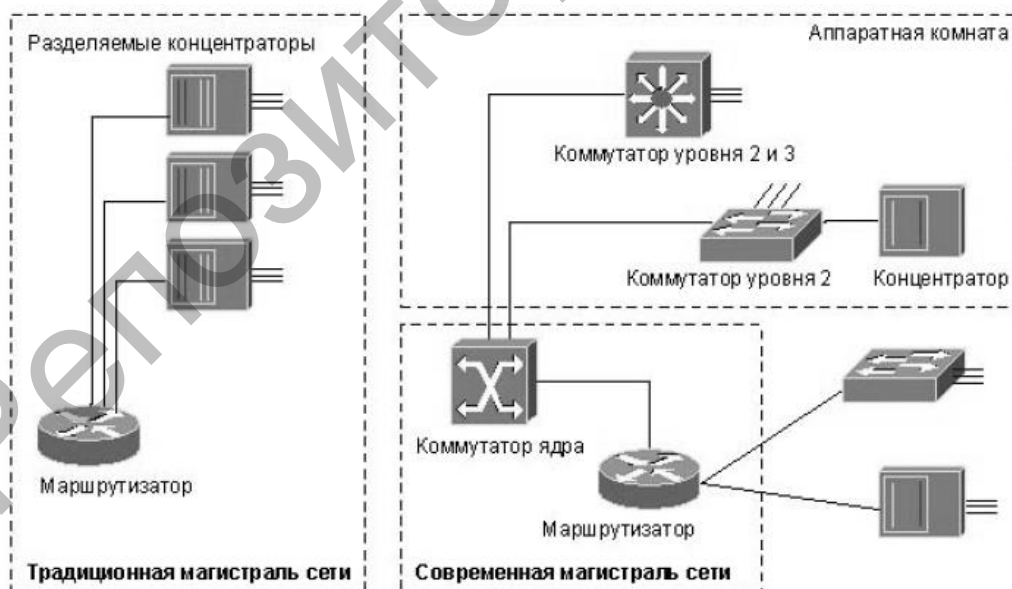 Разделяемые концентраторы
Маршрутизатор
Традиционная магистраль сети
Аппаратная комната
Коммутатор уровня 2 и 3
Коммутатор уровня 2
Концентратор
Коммутатор ядра
Маршрутизатор
Современная магистраль сети